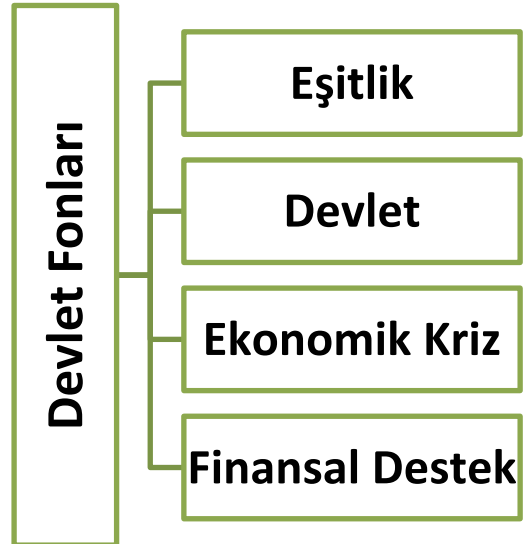 Devlet Fonları
Eşitlik
Devlet
Ekonomik Kriz
Finansal Destek